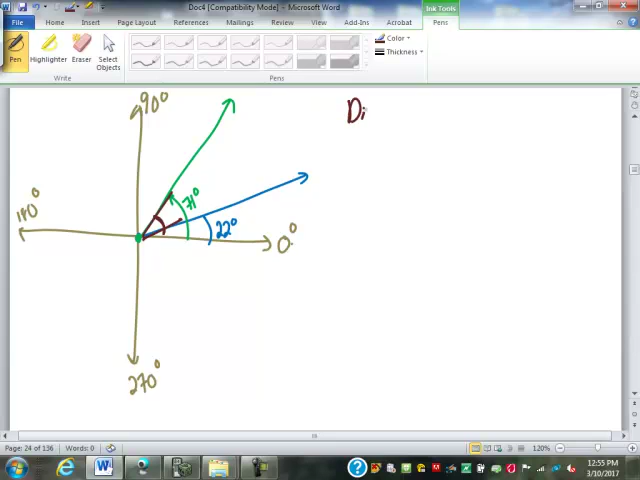 Doc4 [Compatibility Mode] - Microsoft Word
Ink Tools
File Home Insert Page Layout References Mailings Review View Add-Ins Acrobat Pens
Pen
Highlighter
Eraser
Select Objects
Color
Thickness
Write
Pens
90°
Di
180°
71°
22°
0°
270°
Page: 24 of 136
Words: 0
120%
12:55 PM
3/10/2017